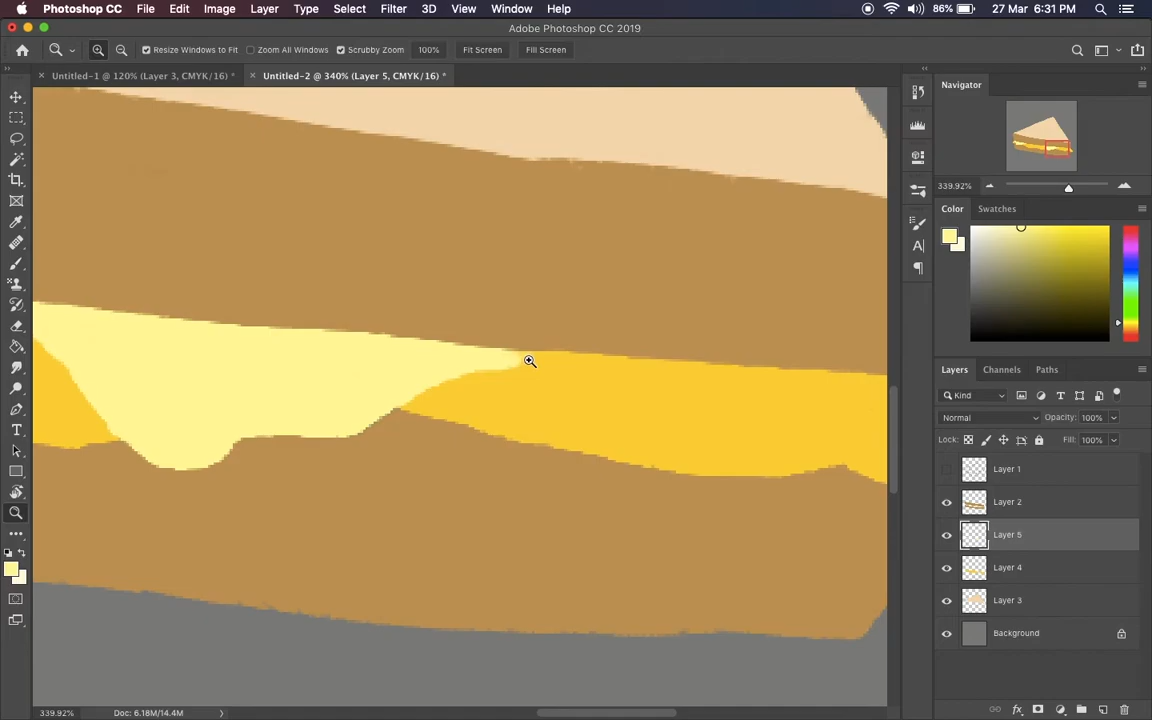 Photoshop CC File Edit Image Layer Type Select Filter 3D View Window Help 86% 27 Mar 6:31 PM
Adobe Photoshop CC 2019
Resize Windows to Fit Zoom All Windows Scrubby Zoom 100% Fit Screen Fill Screen
Untitled-1 @ 120% (Layer 3, CMYK/16) * Untitled-2 @ 340% (Layer 5, CMYK/16) *
Navigator
339.92%
Color Swatches
Layers Channels Paths
Kind
Normal Opacity: 100%
Lock: Fill: 100%
Layer 1
Layer 2
Layer 5
Layer 4
Layer 3
Background
339.92% Doc: 6.18M/14.4M